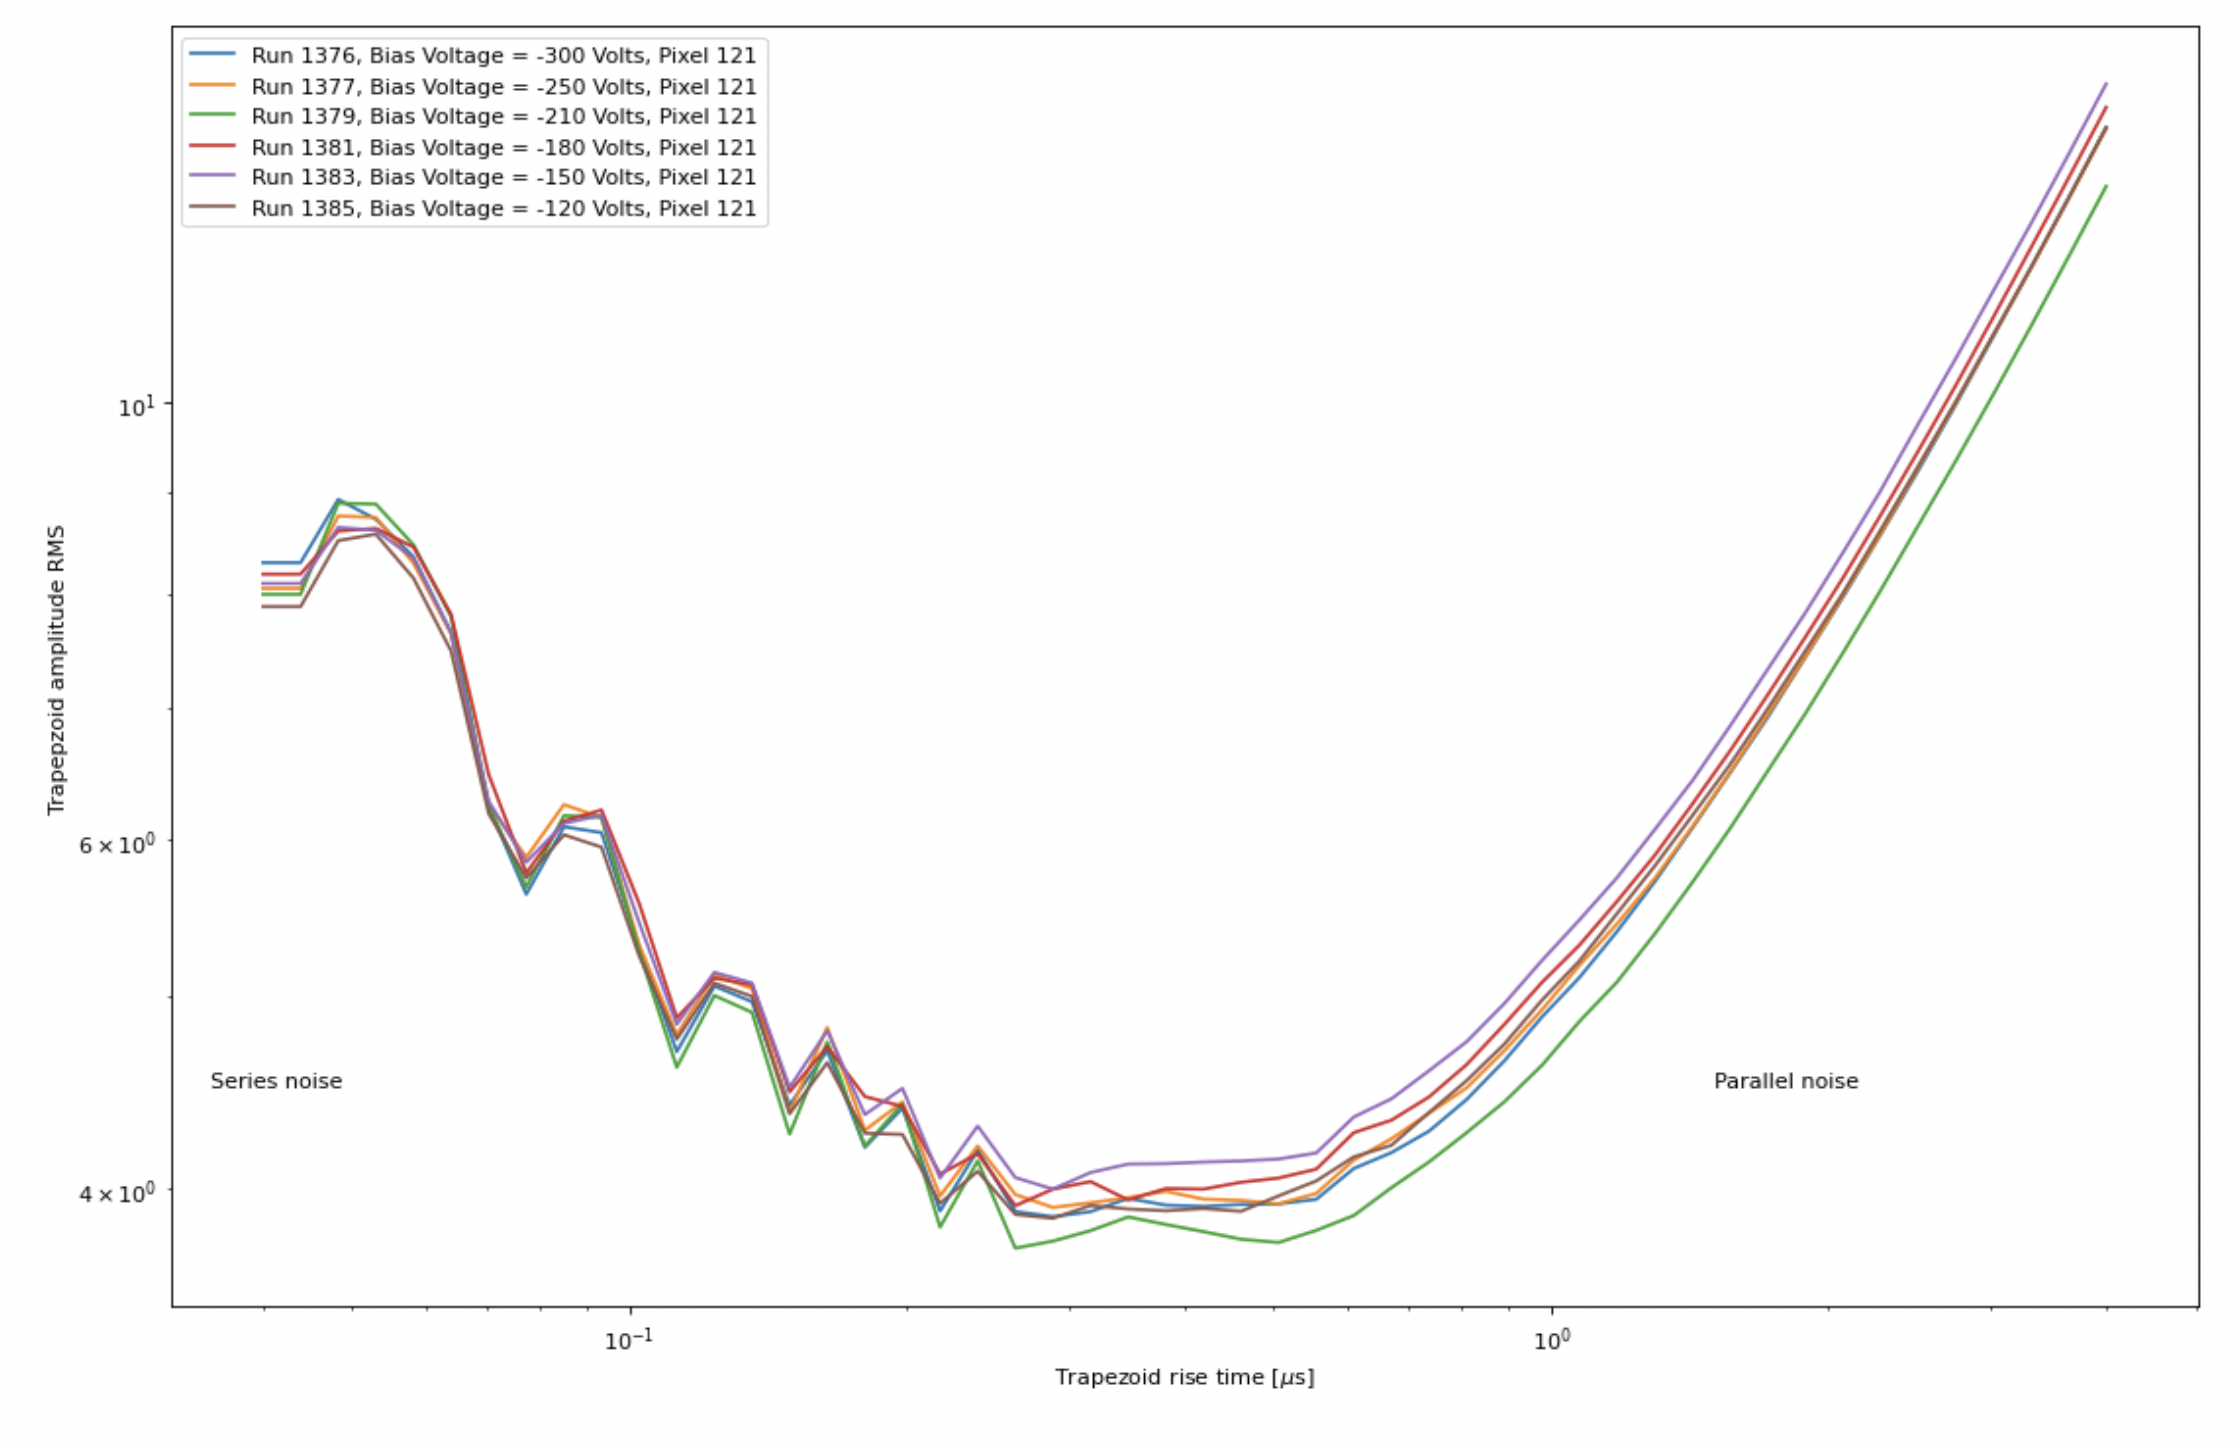 Run 1376, Bias Voltage = -300 Volts, Pixel 121
Run 1377, Bias Voltage = -250 Volts, Pixel 121
Run 1379, Bias Voltage = -210 Volts, Pixel 121
Run 1381, Bias Voltage = -180 Volts, Pixel 121
Run 1383, Bias Voltage = -150 Volts, Pixel 121
Run 1385, Bias Voltage = -120 Volts, Pixel 121
10¹
6 × 10⁰
4 × 10⁰
Trapepzoid amplitude RMS
Series noise
Parallel noise
10⁻¹
10⁰
Trapezoid rise time [μs]